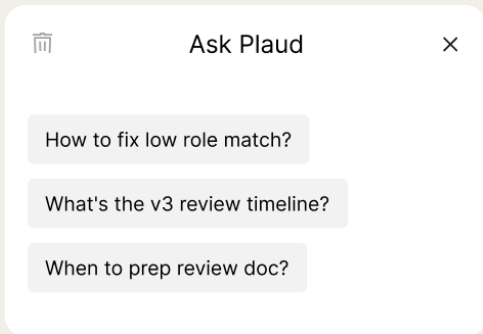 Ask Plaud
How to fix low role match?
What's the v3 review timeline?
When to prep review doc?